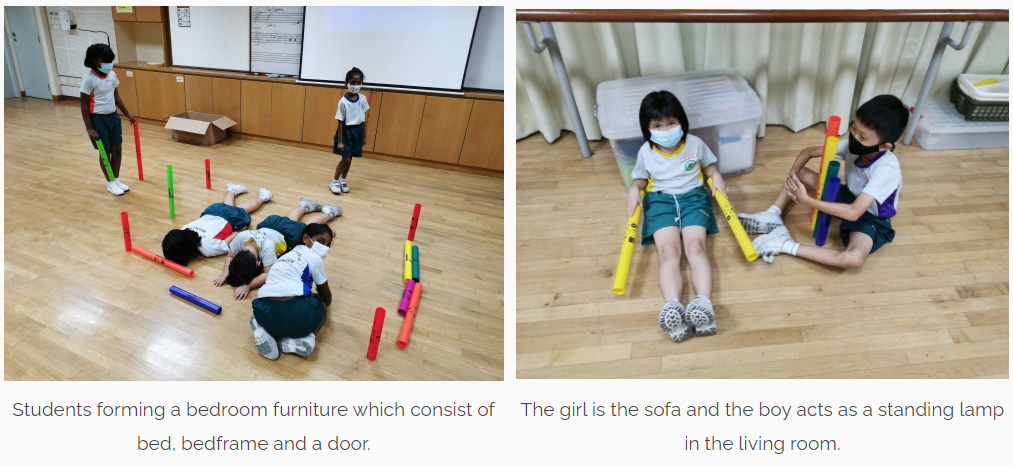 Students forming a bedroom furniture which consist of
bed, bedframe and a door.
The girl is the sofa and the boy acts as a standing lamp
in the living room.